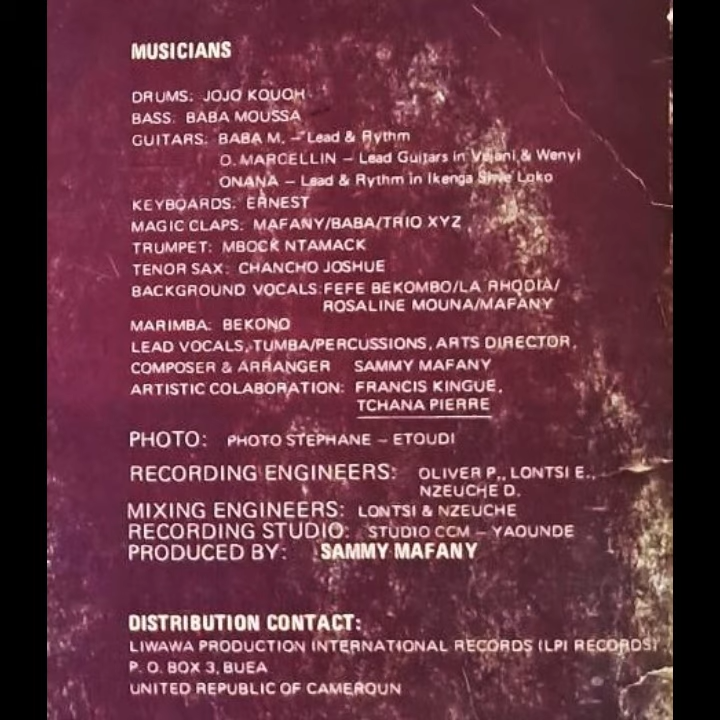 MUSICIANS
DRUMS: JOJO KOUOH
BASS: BABA MOUSSA
GUITARS: BABA M. – Lead & Rythm
O. MARCELLIN – Lead Guitars in & Wenyi
ONANA – Lead & Rythm in Ikenga Loko
KEYBOARDS: ERNEST
MAGIC CLAPS: MAFANY/BABA/TRIO XYZ
TRUMPET: MBOCK NTAMACK
TENOR SAX: CHANCHO JOSHUE
BACKGROUND VOCALS: FEFE BEKOMBO/LA RHODIA/
ROSALINE MOUNA/MAFANY
MARIMBA: BEKONO
LEAD VOCALS, TUMBA/PERCUSSIONS, ARTS DIRECTOR,
COMPOSER & ARRANGER SAMMY MAFANY
ARTISTIC COLABORATION: FRANCIS KINGUE,
TCHANA PIERRE
PHOTO: PHOTO STEPHANE – ETOUDI
RECORDING ENGINEERS: OLIVER P., LONTSI E.,
NZEUCHE D.
MIXING ENGINEERS: LONTSI & NZEUCHE
RECORDING STUDIO: STUDIO CCM – YAOUNDE
PRODUCED BY: SAMMY MAFANY
DISTRIBUTION CONTACT:
LIWAWA PRODUCTION INTERNATIONAL RECORDS (LPI RECORDS)
P. O. BOX 3, BUEA
UNITED REPUBLIC OF CAMEROUN